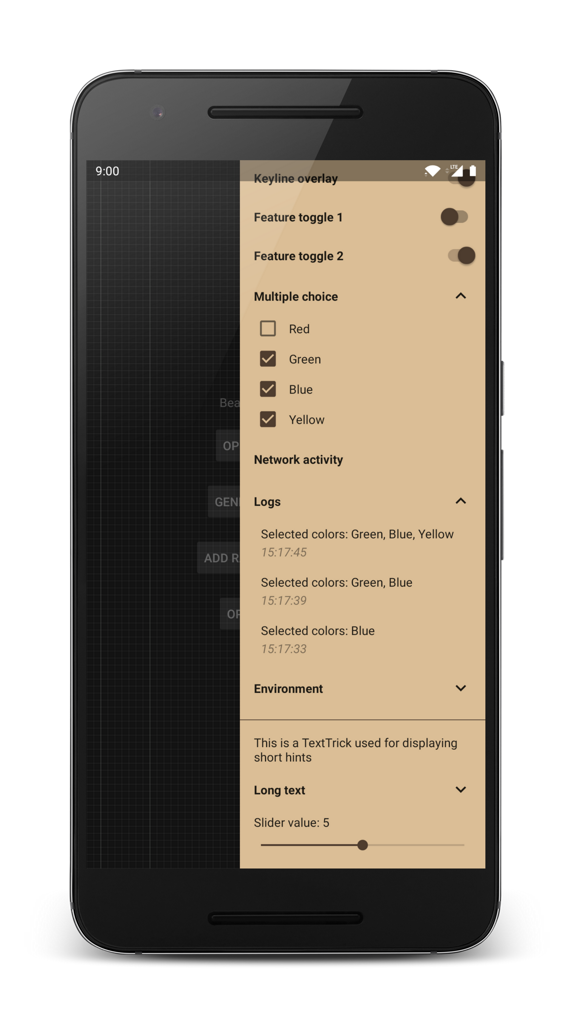 9:00
LTE
Keyline overlay
Feature toggle 1
Feature toggle 2
Multiple choice
Red
Green
Blue
Yellow
Network activity
Logs
Selected colors: Green, Blue, Yellow
15:17:45
Selected colors: Green, Blue
15:17:39
Selected colors: Blue
15:17:33
Environment
This is a TextTrick used for displaying
short hints
Long text
Slider value: 5
Bea
OP
GEN
ADD R
OP